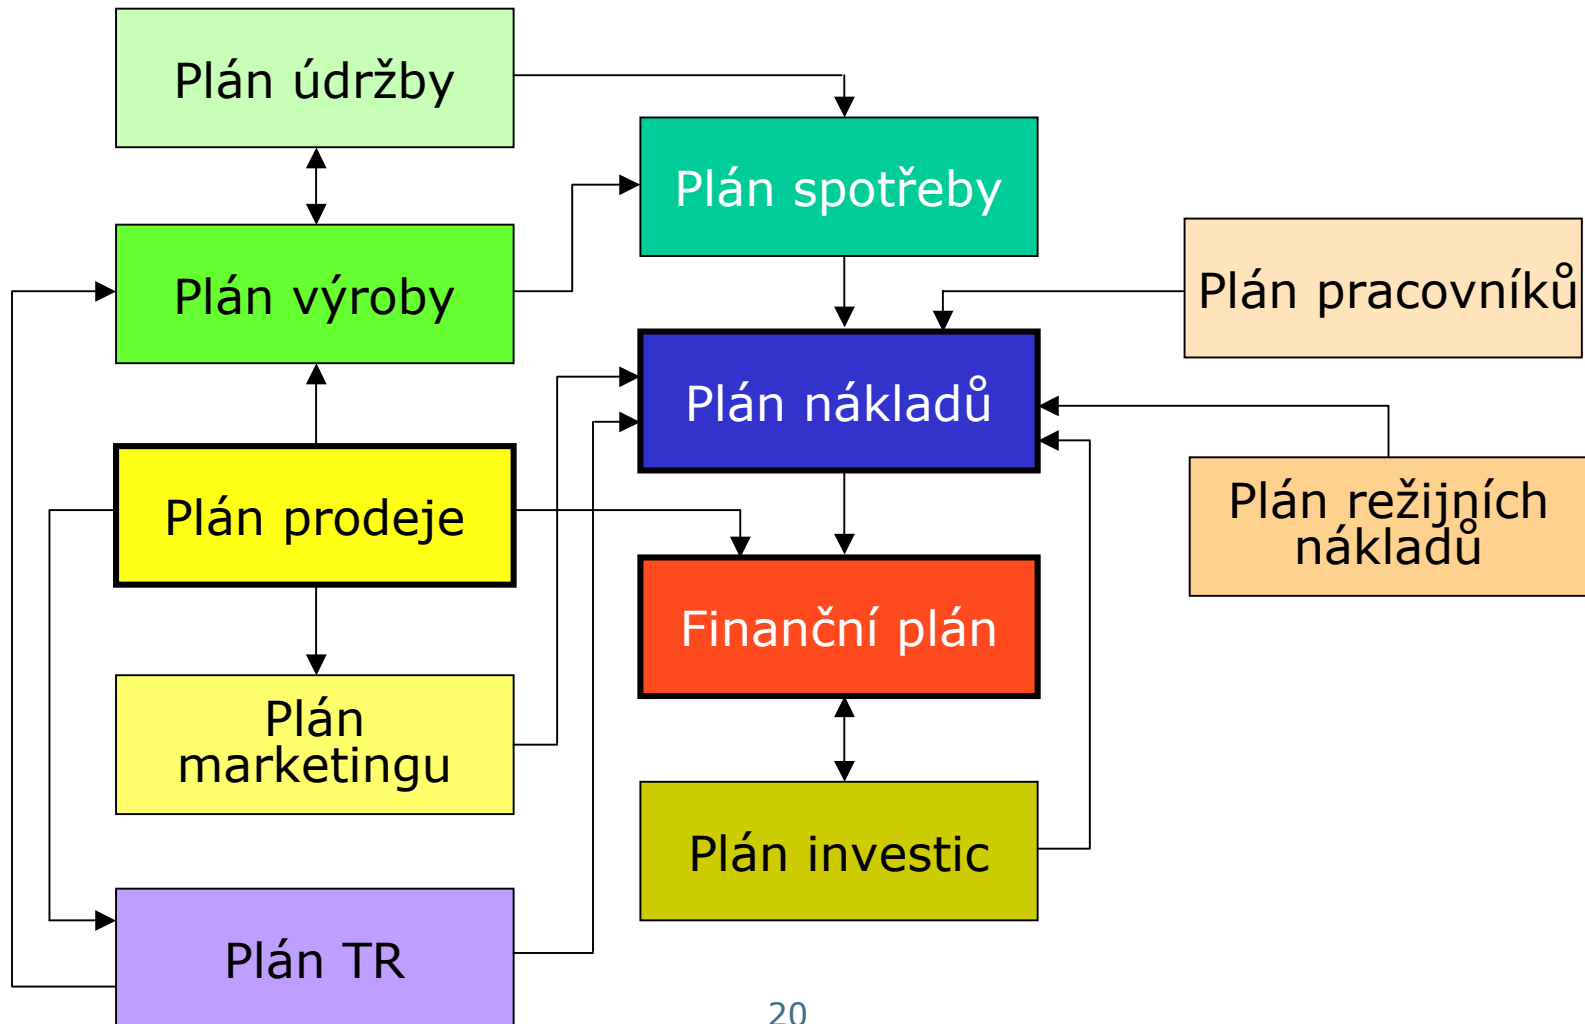 Plán údržby
Plán spotřeby
Plán výroby
Plán pracovníků
Plán nákladů
Plán prodeje
Plán režijních
nákladů
Finanční plán
Plán
marketingu
Plán investic
Plán TR
20